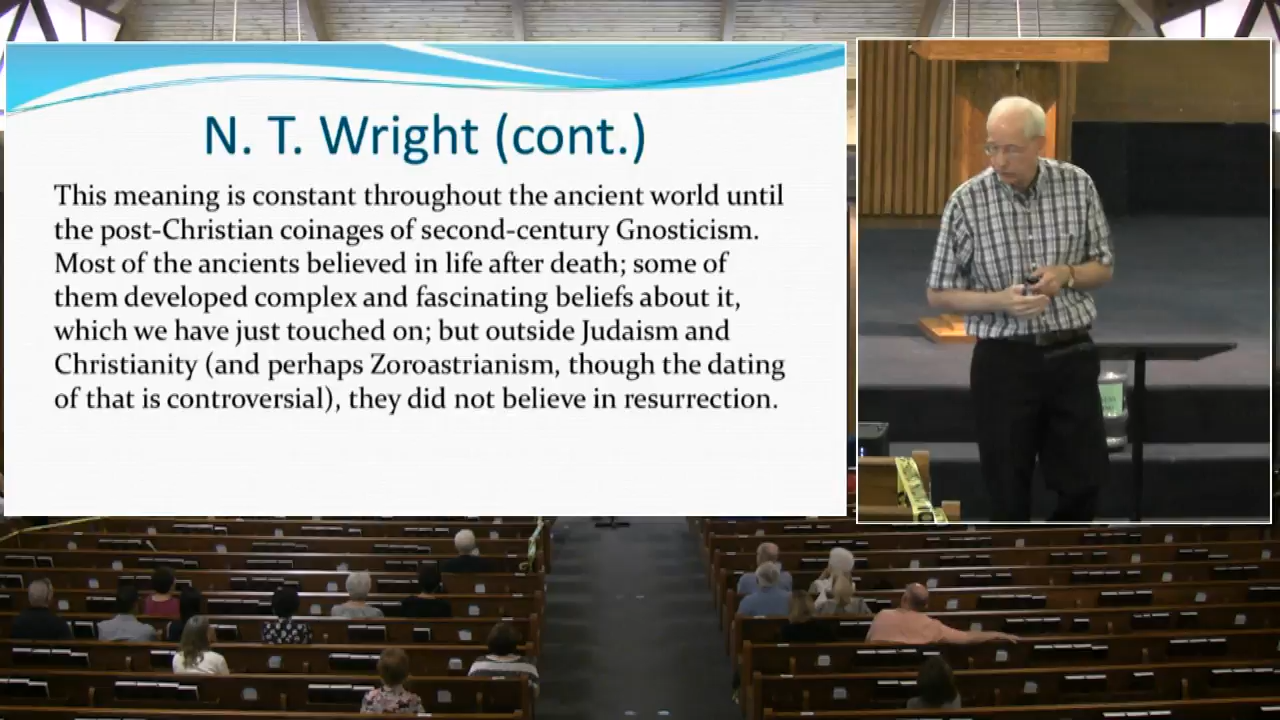 N. T. Wright (cont.)
This meaning is constant throughout the ancient world until
the post-Christian coinages of second-century Gnosticism.
Most of the ancients believed in life after death; some of
them developed complex and fascinating beliefs about it,
which we have just touched on; but outside Judaism and
Christianity (and perhaps Zoroastrianism, though the dating
of that is controversial), they did not believe in resurrection.